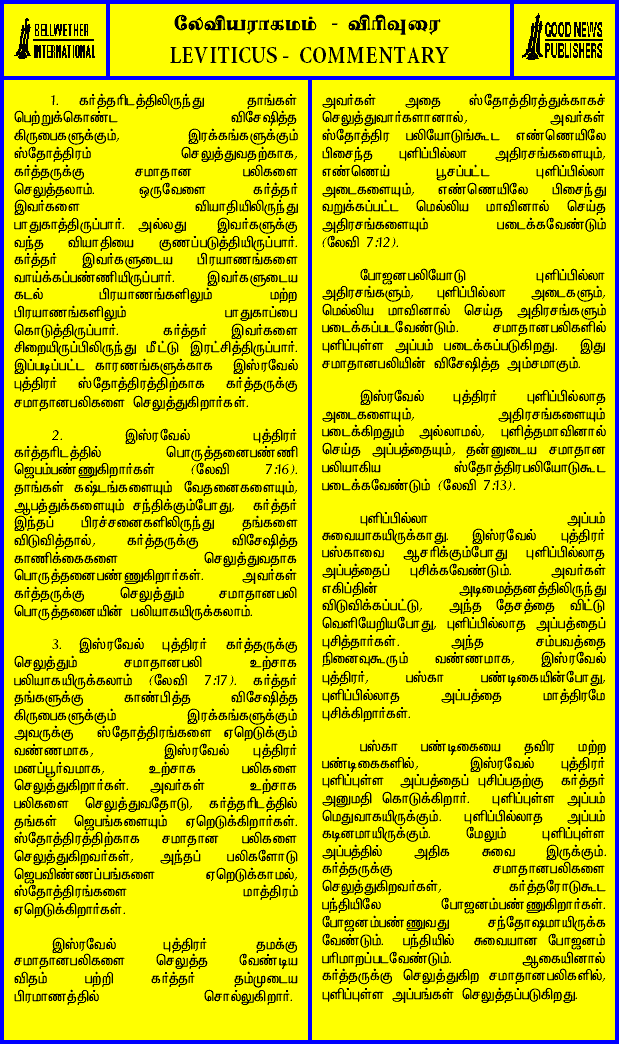 BELLWETHER
INTERNATIONAL
லேவியராகமம் - விரிவுரை
LEVITICUS - COMMENTARY
GOOD NEWS
PUBLISHERS
1. கர்த்தரிடத்திலிருந்து தாங்கள்
பெற்றுக்கொண்ட விசேஷித்த
கிருபைகளுக்கும், இரக்கங்களுக்கும்
ஸ்தோத்திரம் செலுத்துவதற்காக,
கர்த்தருக்கு சமாதான பலிகளை
செலுத்தலாம். ஒருவேளை கர்த்தர்
இவர்களை வியாதியிலிருந்து
பாதுகாத்திருப்பார். அல்லது இவர்களுக்கு
வந்த வியாதியை குணப்படுத்தியிருப்பார்.
கர்த்தர் இவர்களுடைய பிரயாணங்களை
வாய்க்கப்பண்ணியிருப்பார். இவர்களுடைய
கடல் பிரயாணங்களிலும் மற்ற
பிரயாணங்களிலும் பாதுகாப்பை
கொடுத்திருப்பார். கர்த்தர் இவர்களை
சிறையிருப்பிலிருந்து மீட்டு இரட்சித்திருப்பார்.
இப்படிப்பட்ட காரணங்களுக்காக இஸ்ரவேல்
புத்திரர் ஸ்தோத்திரத்திற்காக கர்த்தருக்கு
சமாதானபலிகளை செலுத்துகிறார்கள்.
2. இஸ்ரவேல் புத்திரர்
கர்த்தரிடத்தில் பொருத்தனைபண்ணி
ஜெபம்பண்ணுகிறார்கள் (லேவி 7:16).
தாங்கள் கஷ்டங்களையும் வேதனைகளையும்,
ஆபத்துக்களையும் சந்திக்கும்போது, கர்த்தர்
இந்தப் பிரச்சனைகளிலிருந்து தங்களை
விடுவித்தால், கர்த்தருக்கு விசேஷித்த
காணிக்கைகளை செலுத்துவதாக
பொருத்தனைபண்ணுகிறார்கள். அவர்கள்
கர்த்தருக்கு செலுத்தும் சமாதானபலி
பொருத்தனையின் பலியாகயிருக்கலாம்.
3. இஸ்ரவேல் புத்திரர் கர்த்தருக்கு
செலுத்தும் சமாதானபலி உற்சாக
பலியாகயிருக்கலாம் (லேவி 7:17). கர்த்தர்
தங்களுக்கு காண்பித்த விசேஷித்த
கிருபைகளுக்கும் இரக்கங்களுக்கும்
அவருக்கு ஸ்தோத்திரங்களை ஏறெடுக்கும்
வண்ணமாக, இஸ்ரவேல் புத்திரர்
மனப்பூர்வமாக, உற்சாக பலிகளை
செலுத்துகிறார்கள். அவர்கள் உற்சாக
பலிகளை செலுத்துவதோடு, கர்த்தரிடத்தில்
தங்கள் ஜெபங்களையும் ஏறெடுக்கிறார்கள்.
ஸ்தோத்திரத்திற்காக சமாதான பலிகளை
செலுத்துகிறவர்கள், அந்தப் பலிகளோடு
ஜெபவிண்ணப்பங்களை ஏறெடுக்காமல்,
ஸ்தோத்திரங்களை மாத்திரம்
ஏறெடுக்கிறார்கள்.
இஸ்ரவேல் புத்திரர் தமக்கு
சமாதானபலிகளை செலுத்த வேண்டிய
விதம் பற்றி கர்த்தர் தம்முடைய
பிரமாணத்தில் சொல்லுகிறார்.
அவர்கள் அதை ஸ்தோத்திரத்துக்காகச்
செலுத்துவார்களானால், அவர்கள்
ஸ்தோத்திர பலியோடுங்கூட எண்ணெயிலே
பிசைந்த புளிப்பில்லா அதிரசங்களையும்,
எண்ணெய் பூசப்பட்ட புளிப்பில்லா
அடைகளையும், எண்ணெயிலே பிசைந்து
வறுக்கப்பட்ட மெல்லிய மாவினால் செய்த
அதிரசங்களையும் படைக்கவேண்டும்
(லேவி 7:12).
போஜனபலியோடு புளிப்பில்லா
அதிரசங்களும், புளிப்பில்லா அடைகளும்,
மெல்லிய மாவினால் செய்த அதிரசங்களும்
படைக்கப்படவேண்டும். சமாதானபலிகளில்
புளிப்புள்ள அப்பம் படைக்கப்படுகிறது. இது
சமாதானபலியின் விசேஷித்த அம்சமாகும்.
இஸ்ரவேல் புத்திரர் புளிப்பில்லாத
அடைகளையும், அதிரசங்களையும்
படைக்கிறதும் அல்லாமல், புளித்தமாவினால்
செய்த அப்பத்தையும், தன்னுடைய சமாதான
பலியாகிய ஸ்தோத்திரபலியோடுகூட
படைக்கவேண்டும் (லேவி 7:13).
புளிப்பில்லா அப்பம்
சுவையாகயிருக்காது. இஸ்ரவேல் புத்திரர்
பஸ்காவை ஆசரிக்கும்போது புளிப்பில்லாத
அப்பத்தைப் புசிக்கவேண்டும். அவர்கள்
எகிப்தின் அடிமைத்தனத்திலிருந்து
விடுவிக்கப்பட்டு, அந்த தேசத்தை விட்டு
வெளியேறியபோது, புளிப்பில்லாத அப்பத்தைப்
புசித்தார்கள். அந்த சம்பவத்தை
நினைவுகூரும் வண்ணமாக, இஸ்ரவேல்
புத்திரர், பஸ்கா பண்டிகையின்போது,
புளிப்பில்லாத அப்பத்தை மாத்திரமே
புசிக்கிறார்கள்.
பஸ்கா பண்டிகையை தவிர மற்ற
பண்டிகைகளில், இஸ்ரவேல் புத்திரர்
புளிப்புள்ள அப்பத்தைப் புசிப்பதற்கு கர்த்தர்
அனுமதி கொடுக்கிறார். புளிப்புள்ள அப்பம்
மெதுவாகயிருக்கும். புளிப்பில்லாத அப்பம்
கடினமாயிருக்கும். மேலும் புளிப்புள்ள
அப்பத்தில் அதிக சுவை இருக்கும்.
கர்த்தருக்கு சமாதானபலிகளை
செலுத்துகிறவர்கள், கர்த்தரோடுகூட
பந்தியிலே போஜனம்பண்ணுகிறார்கள்.
போஜனம்பண்ணுவது சந்தோஷமாயிருக்க
வேண்டும். பந்தியில் சுவையான போஜனம்
பரிமாறப்படவேண்டும். ஆகையினால்
கர்த்தருக்கு செலுத்துகிற சமாதானபலிகளில்,
புளிப்புள்ள அப்பங்கள் செலுத்தப்படுகிறது.